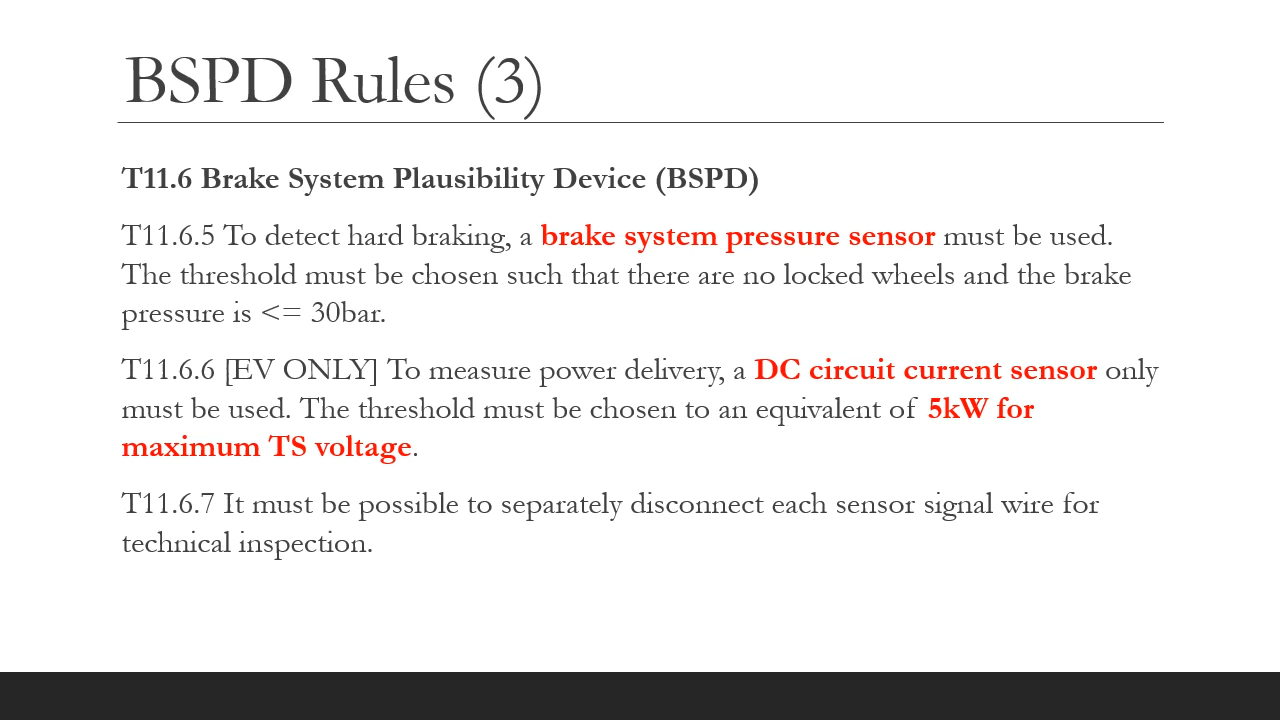 BSPD Rules (3)
T11.6 Brake System Plausibility Device (BSPD)
T11.6.5 To detect hard braking, a brake system pressure sensor must be used.
The threshold must be chosen such that there are no locked wheels and the brake
pressure is <= 30bar.
T11.6.6 [EV ONLY] To measure power delivery, a DC circuit current sensor only
must be used. The threshold must be chosen to an equivalent of 5kW for
maximum TS voltage.
T11.6.7 It must be possible to separately disconnect each sensor signal wire for
technical inspection.